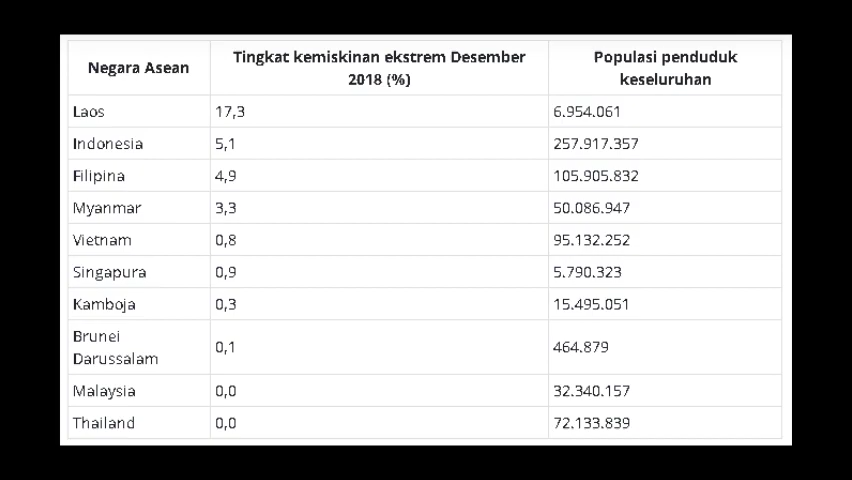 Negara Asean Tingkat kemiskinan ekstrem Desember 2018 (%) Populasi penduduk keseluruhan
Laos 17,3 6.954.061
Indonesia 5,1 257.917.357
Filipina 4,9 105.905.832
Myanmar 3,3 50.086.947
Vietnam 0,8 95.132.252
Singapura 0,9 5.790.323
Kamboja 0,3 15.495.051
Brunei Darussalam 0,1 464.879
Malaysia 0,0 32.340.157
Thailand 0,0 72.133.839